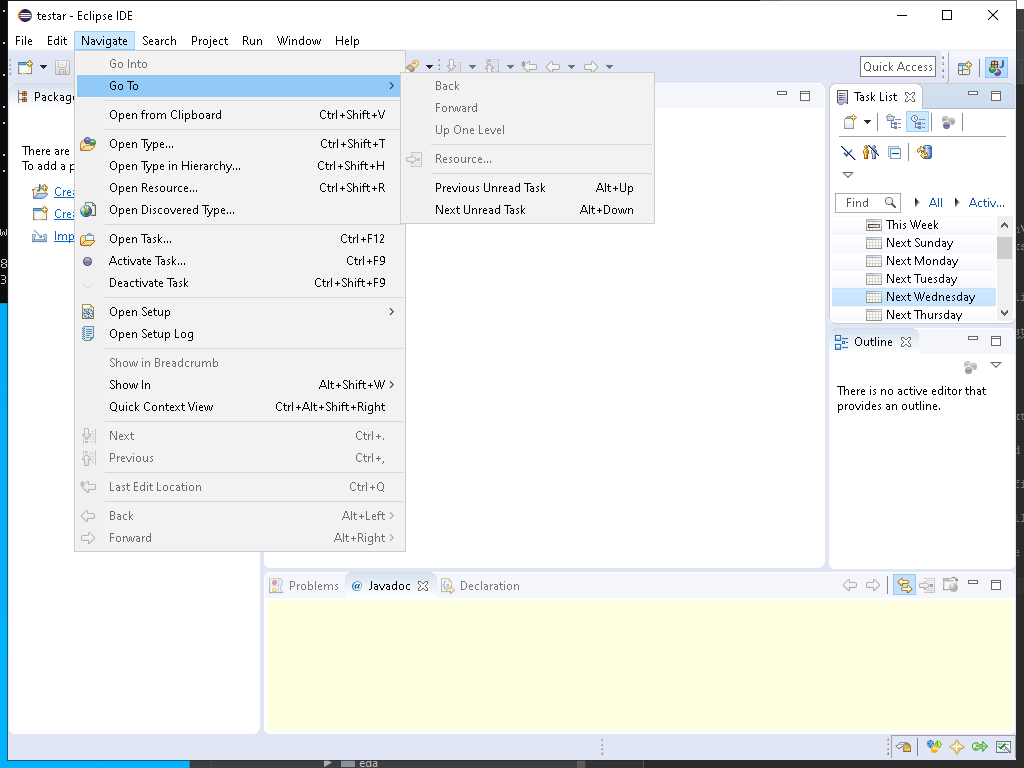 testar - Eclipse IDE
File Edit Navigate Search Project Run Window Help
Quick Access
Go Into
Go To
Open from Clipboard Ctrl+Shift+V
Open Type... Ctrl+Shift+T
Open Type in Hierarchy... Ctrl+Shift+H
Open Resource... Ctrl+Shift+R
Open Discovered Type...
Open Task... Ctrl+F12
Activate Task... Ctrl+F9
Deactivate Task Ctrl+Shift+F9
Open Setup
Open Setup Log
Show in Breadcrumb
Show In Alt+Shift+W
Quick Context View Ctrl+Alt+Shift+Right
Next Ctrl+.
Previous Ctrl+,
Last Edit Location Ctrl+Q
Back Alt+Left
Forward Alt+Right
Back
Forward
Up One Level
Resource...
Previous Unread Task Alt+Up
Next Unread Task Alt+Down
Packag
There are
To add a p
Crea
Crea
Imp
Task List
Find All Activ...
This Week
Next Sunday
Next Monday
Next Tuesday
Next Wednesday
Next Thursday
Outline
There is no active editor that
provides an outline.
Problems @ Javadoc Declaration
eda